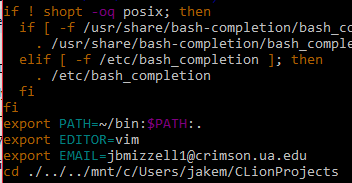 if ! shopt -oq posix; then
  if [ -f /usr/share/bash-completion/bash_
    . /usr/share/bash-completion/bash_comple
  elif [ -f /etc/bash_completion ]; then
    . /etc/bash_completion
  fi
fi
export PATH=~/bin:$PATH:.
export EDITOR=vim
export EMAIL=jbmizzell1@crimson.ua.edu
cd ./../../mnt/c/Users/jakem/CLionProjects